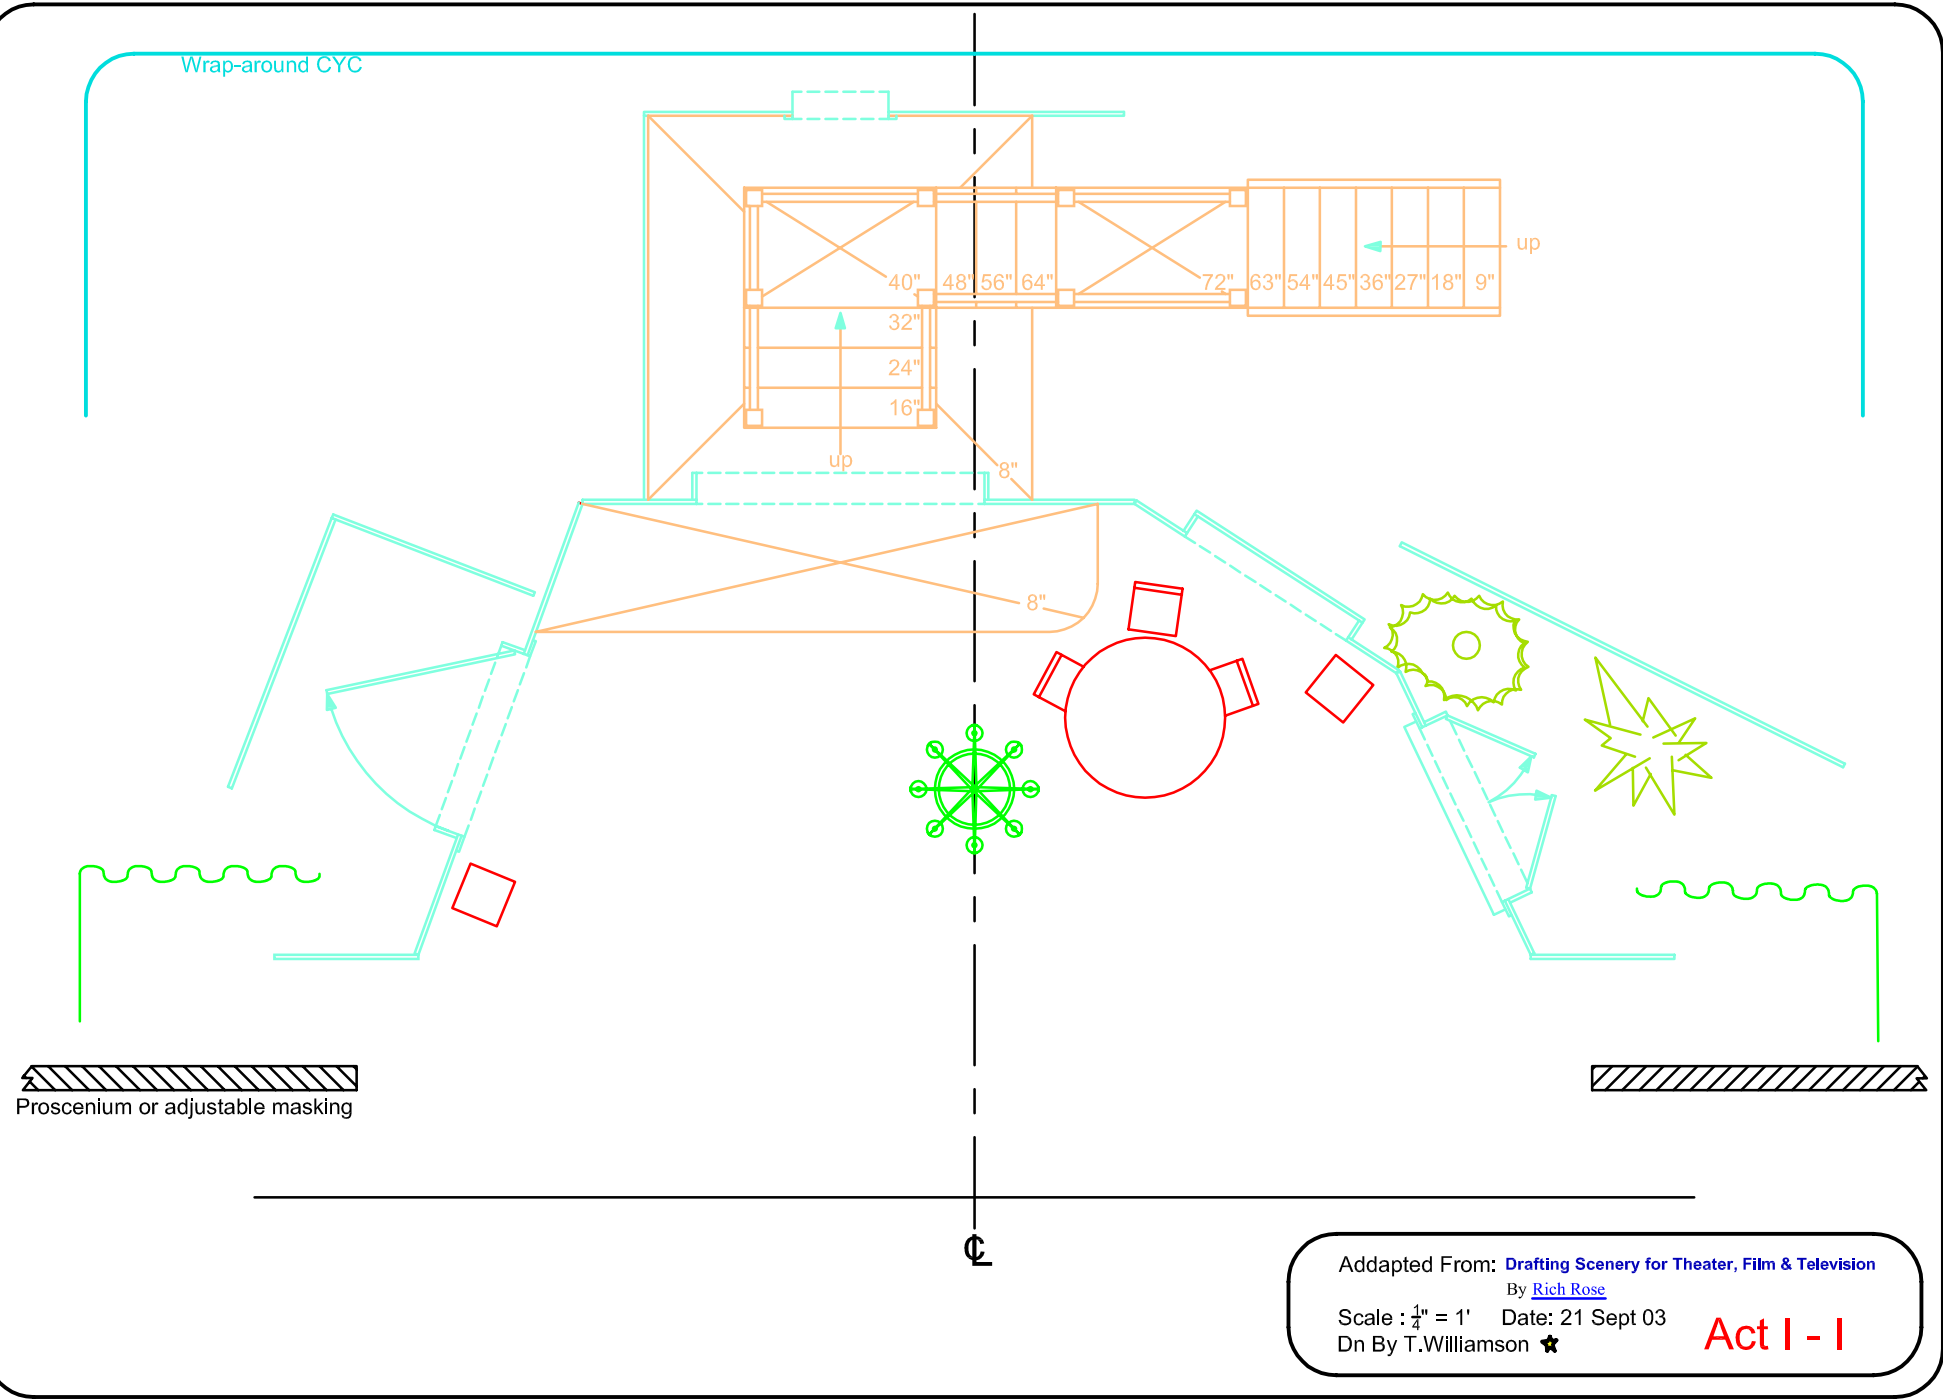 Wrap-around CYC
up
40" 48" 56" 64" 72" 63" 54" 45" 36" 27" 18" 9"
32"
24"
16"
up
8"
8"
Proscenium or adjustable masking
℄
Addapted From: Drafting Scenery for Theater, Film & Television
By Rich Rose
Scale : ¼" = 1' Date: 21 Sept 03
Dn By T.Williamson
Act I - I